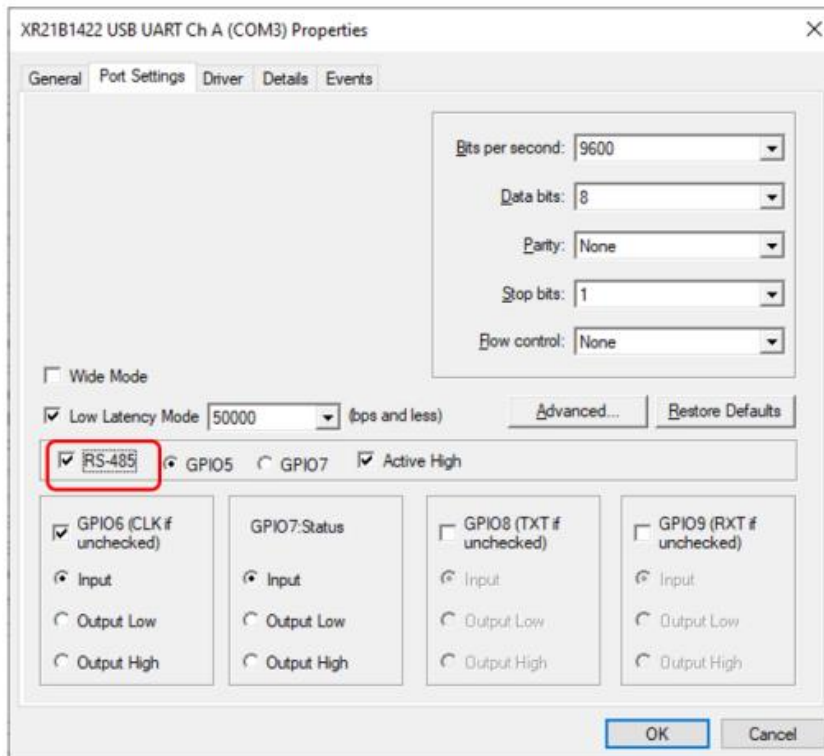 XR21B1422 USB UART Ch A (COM3) Properties
General Port Settings Driver Details Events
Bits per second: 9600
Data bits: 8
Parity: None
Stop bits: 1
Flow control: None
Wide Mode
Low Latency Mode 50000 (bps and less) Advanced... Restore Defaults
RS-485 GPIO5 GPIO7 Active High
GPIO6 (CLK if
unchecked)
Input
Output Low
Output High
GPIO7:Status
Input
Output Low
Output High
GPIO8 (TXT if
unchecked)
Input
Output Low
Output High
GPIO9 (RXT if
unchecked)
Input
Output Low
Output High
OK Cancel